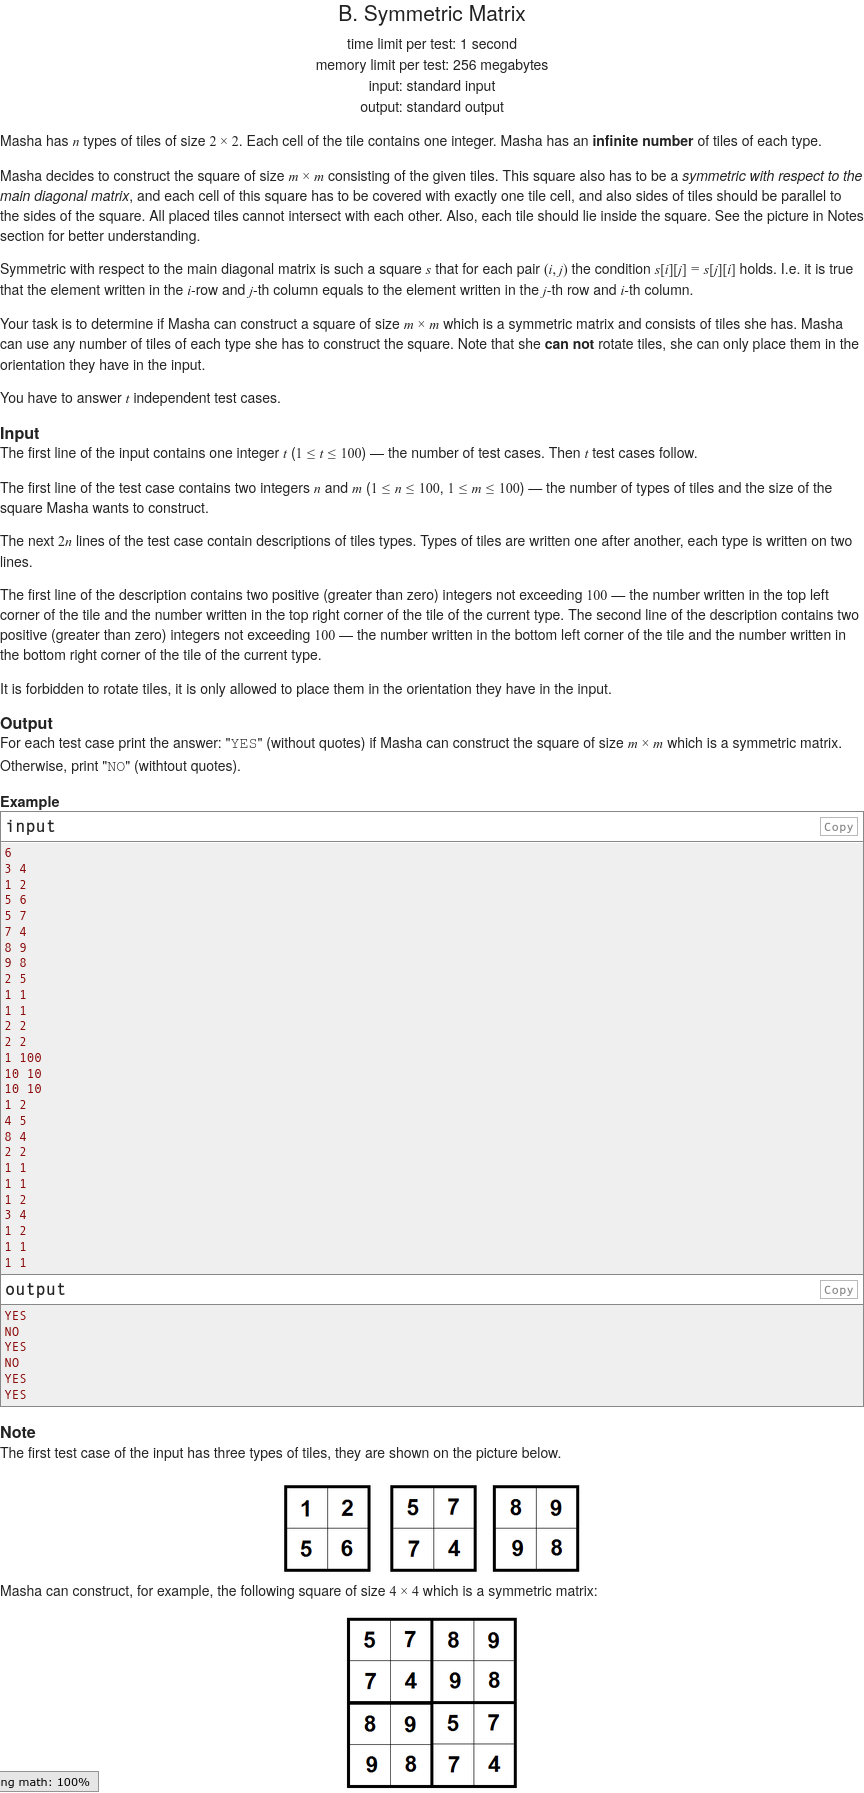 B. Symmetric Matrix
time limit per test: 1 second
memory limit per test: 256 megabytes
input: standard input
output: standard output
Masha has n types of tiles of size 2 × 2. Each cell of the tile contains one integer. Masha has an infinite number of tiles of each type.
Masha decides to construct the square of size m × m consisting of the given tiles. This square also has to be a symmetric with respect to the
main diagonal matrix, and each cell of this square has to be covered with exactly one tile cell, and also sides of tiles should be parallel to
the sides of the square. All placed tiles cannot intersect with each other. Also, each tile should lie inside the square. See the picture in Notes
section for better understanding.
Symmetric with respect to the main diagonal matrix is such a square s that for each pair (i, j) the condition s[i][j] = s[j][i] holds. I.e. it is true
that the element written in the i-row and j-th column equals to the element written in the j-th row and i-th column.
Your task is to determine if Masha can construct a square of size m × m which is a symmetric matrix and consists of tiles she has. Masha
can use any number of tiles of each type she has to construct the square. Note that she can not rotate tiles, she can only place them in the
orientation they have in the input.
You have to answer t independent test cases.
Input
The first line of the input contains one integer t (1 ≤ t ≤ 100) — the number of test cases. Then t test cases follow.
The first line of the test case contains two integers n and m (1 ≤ n ≤ 100, 1 ≤ m ≤ 100) — the number of types of tiles and the size of the
square Masha wants to construct.
The next 2n lines of the test case contain descriptions of tiles types. Types of tiles are written one after another, each type is written on two
lines.
The first line of the description contains two positive (greater than zero) integers not exceeding 100 — the number written in the top left
corner of the tile and the number written in the top right corner of the tile of the current type. The second line of the description contains two
positive (greater than zero) integers not exceeding 100 — the number written in the bottom left corner of the tile and the number written in
the bottom right corner of the tile of the current type.
It is forbidden to rotate tiles, it is only allowed to place them in the orientation they have in the input.
Output
For each test case print the answer: "YES" (without quotes) if Masha can construct the square of size m × m which is a symmetric matrix.
Otherwise, print "NO" (withtout quotes).
Example
input Copy
6
3 4
1 2
5 6
5 7
7 4
8 9
9 8
2 5
1 1
1 1
2 2
2 2
1 100
10 10
10 10
1 2
4 5
8 4
2 2
1 1
1 1
1 2
3 4
1 2
1 1
1 1
output Copy
YES
NO
YES
NO
YES
YES
Note
The first test case of the input has three types of tiles, they are shown on the picture below.
1 2 5 7 8 9
5 6 7 4 9 8
Masha can construct, for example, the following square of size 4 × 4 which is a symmetric matrix:
5 7 8 9
7 4 9 8
8 9 5 7
9 8 7 4
ng math: 100%